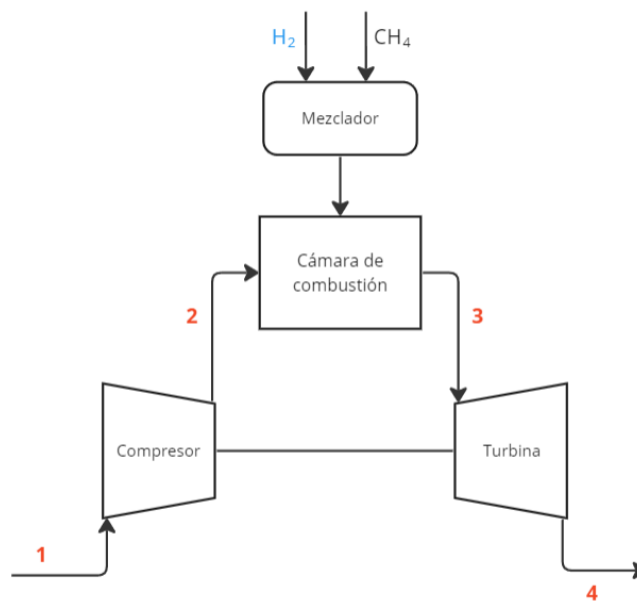 H₂
CH₄
Mezclador
Cámara de
combustión
2
3
Compresor
Turbina
1
4